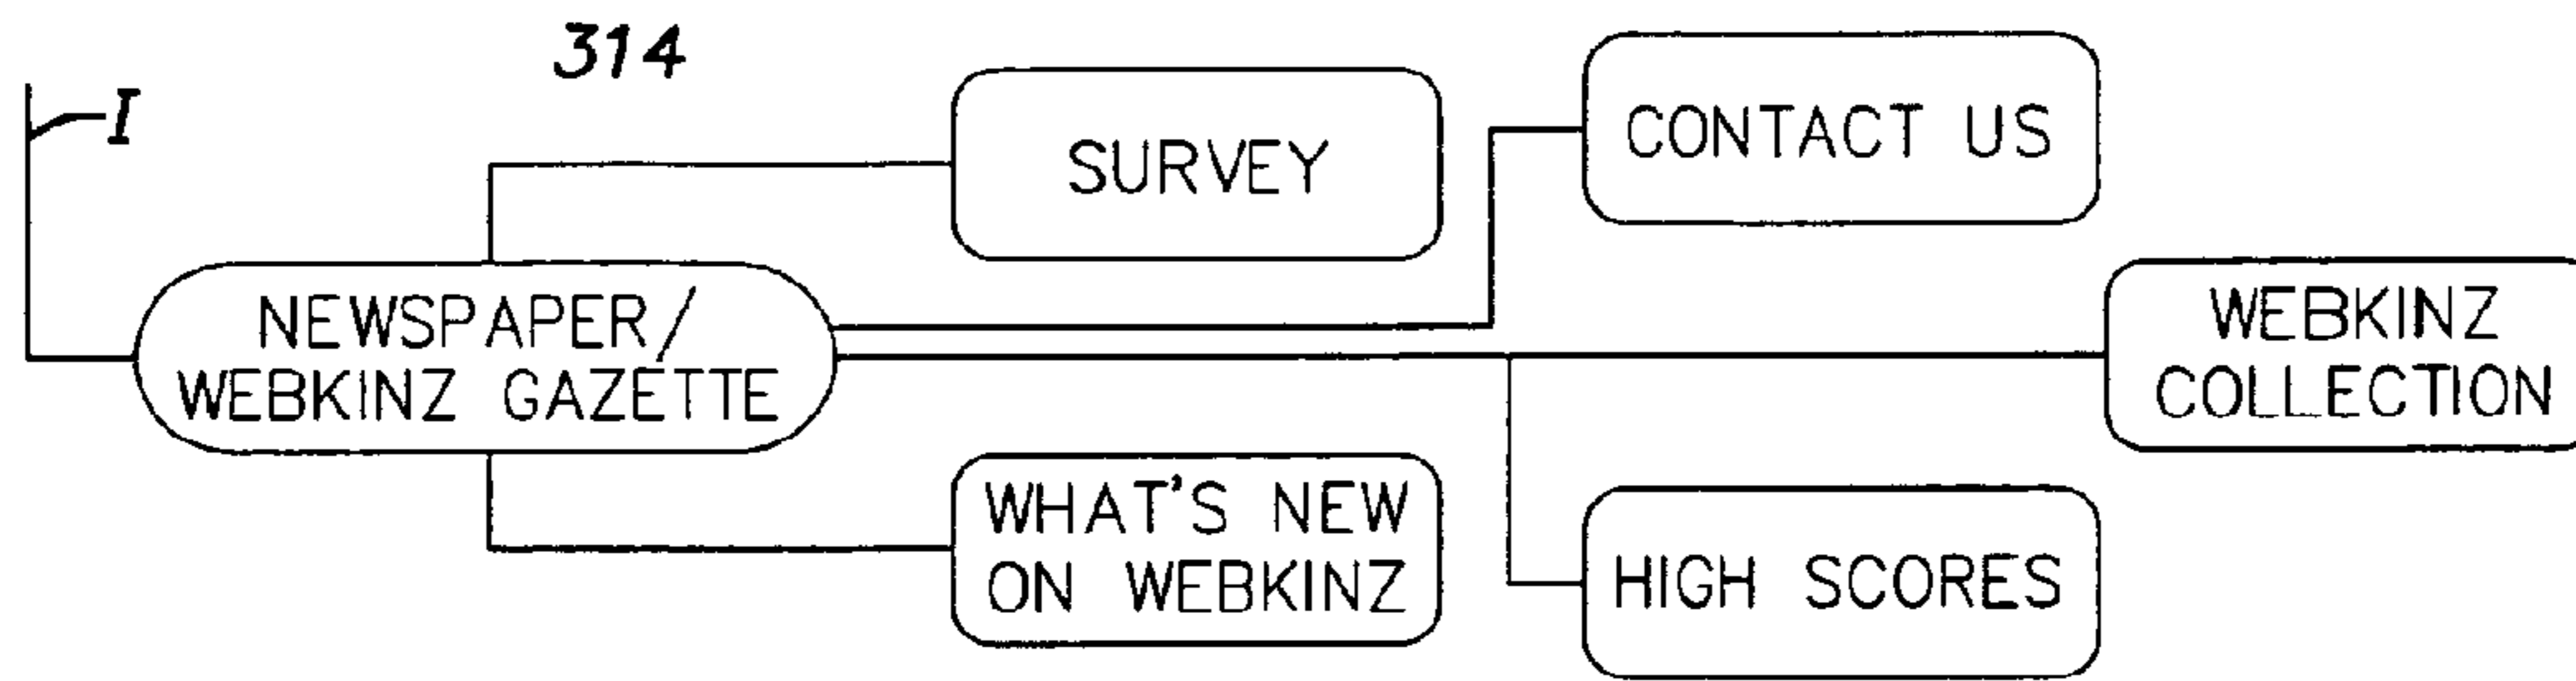 314
I
SURVEY
CONTACT US
NEWSPAPER/
WEBKINZ GAZETTE
WEBKINZ
COLLECTION
WHAT'S NEW
ON WEBKINZ
HIGH SCORES